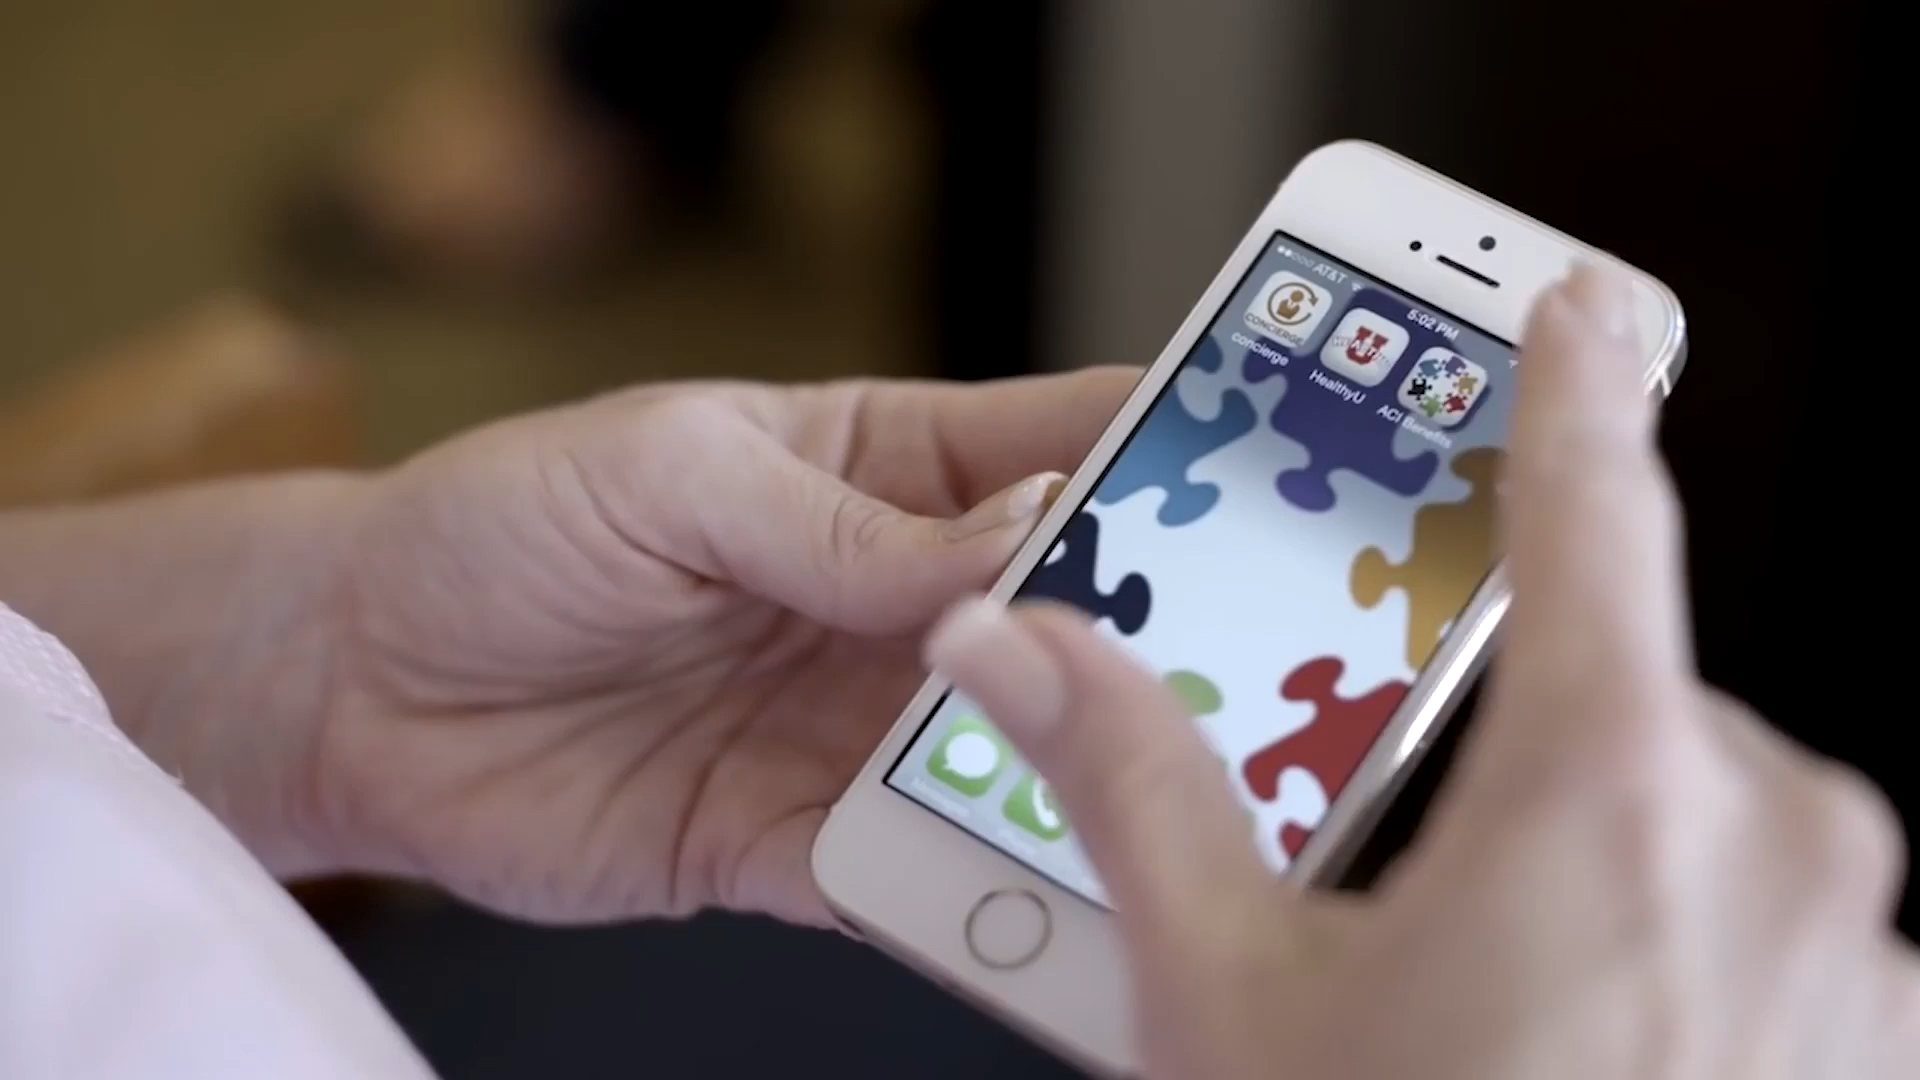 AT&T
5:02 PM
CONCIERGE
concierge
HealthyU
ACI Benefits